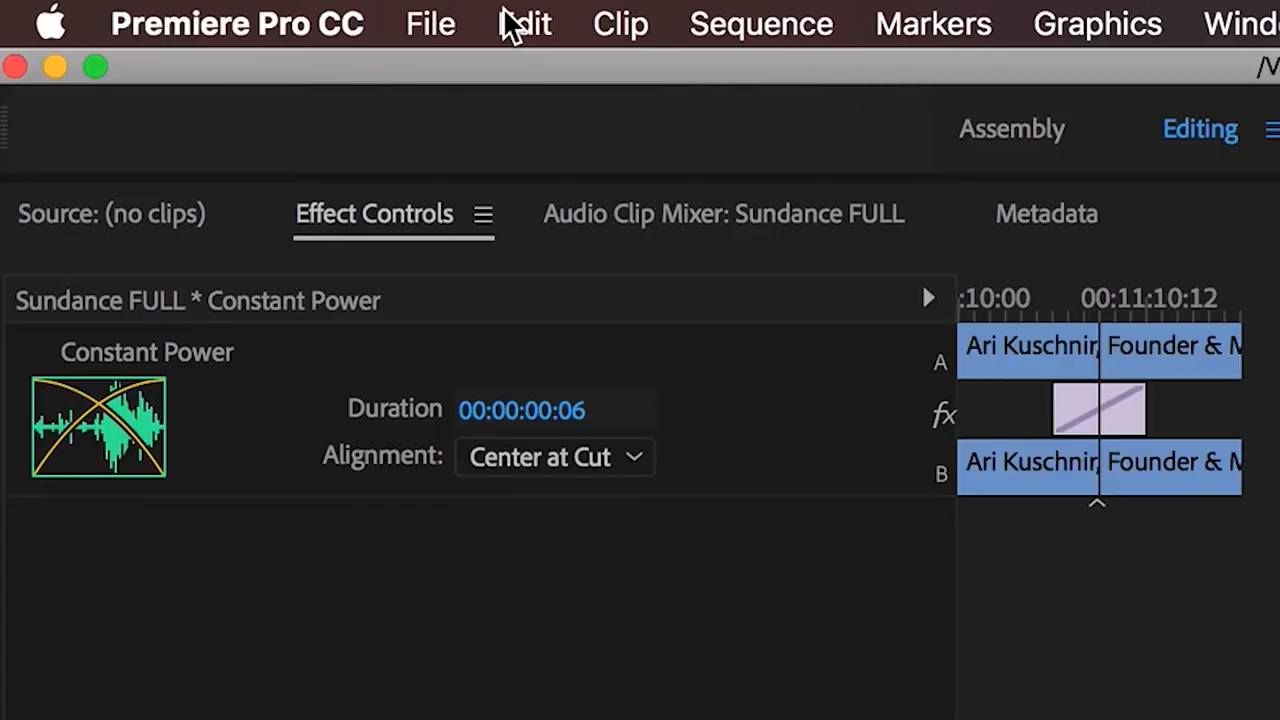 Premiere Pro CC File Edit Clip Sequence Markers Graphics Wind
/V
Assembly Editing
Source: (no clips) Effect Controls Audio Clip Mixer: Sundance FULL Metadata
Sundance FULL * Constant Power :10:00 00:11:10:12
Constant Power A Ari Kuschnir, Founder & M
Duration 00:00:00:06 fx
Alignment: Center at Cut B Ari Kuschnir, Founder & M